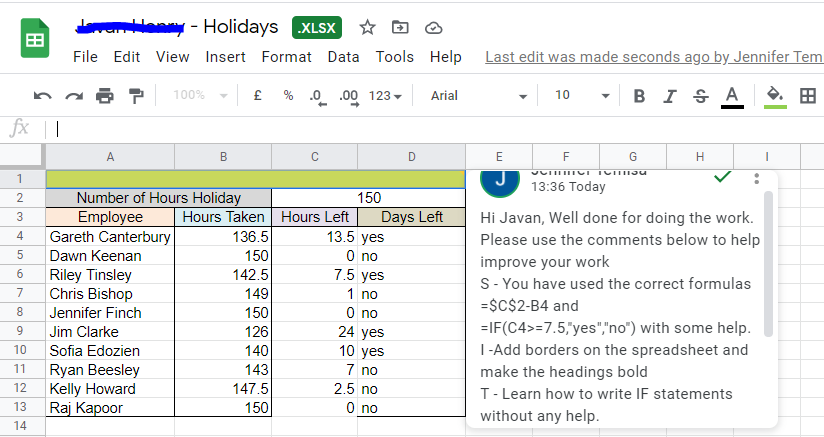 - Holidays .XLSX
File Edit View Insert Format Data Tools Help Last edit was made seconds ago by Jennifer Tem
100% £ % .0 .00 123 Arial 10 B I S A
fx
A B C D E F G H I
1
2 Number of Hours Holiday 150
3 Employee Hours Taken Hours Left Days Left
4 Gareth Canterbury 136.5 13.5 yes
5 Dawn Keenan 150 0 no
6 Riley Tinsley 142.5 7.5 yes
7 Chris Bishop 149 1 no
8 Jennifer Finch 150 0 no
9 Jim Clarke 126 24 yes
10 Sofia Edozien 140 10 yes
11 Ryan Beesley 143 7 no
12 Kelly Howard 147.5 2.5 no
13 Raj Kapoor 150 0 no
14
J
13:36 Today
Hi Javan, Well done for doing the work.
Please use the comments below to help
improve your work
S - You have used the correct formulas
=$C$2-B4 and
=IF(C4>=7.5,"yes","no") with some help.
I -Add borders on the spreadsheet and
make the headings bold
T - Learn how to write IF statements
without any help.